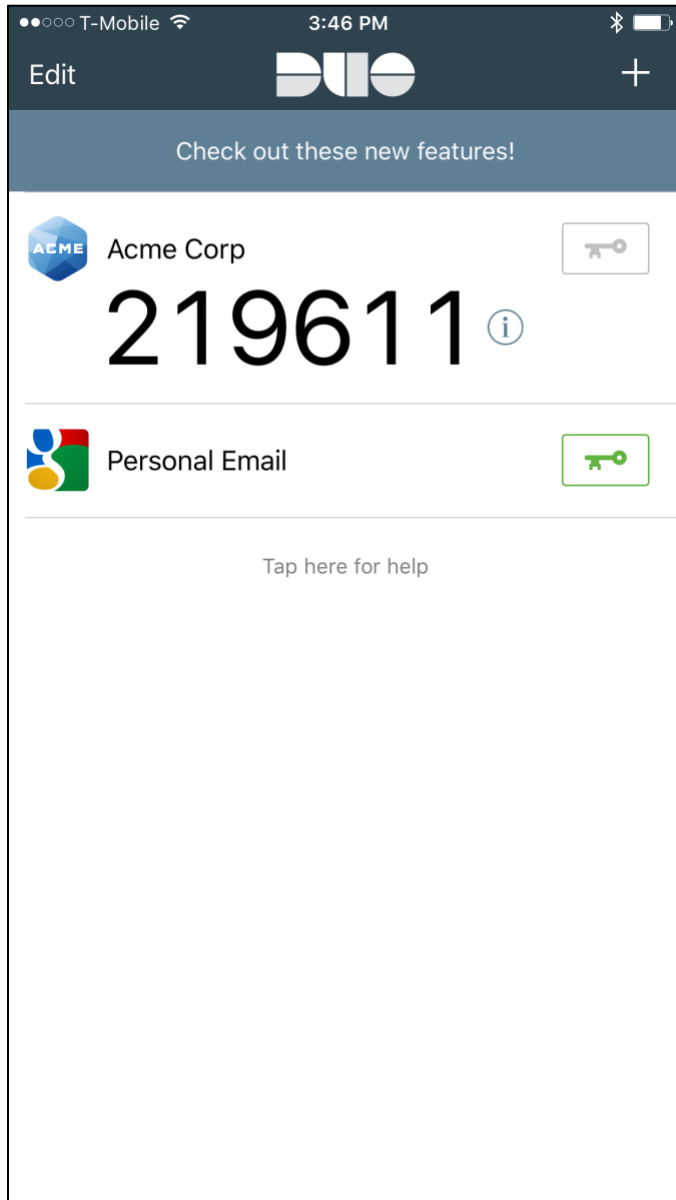 T-Mobile 3:46 PM
Edit DUO +
Check out these new features!
ACME Acme Corp
219611 i
g Personal Email
Tap here for help